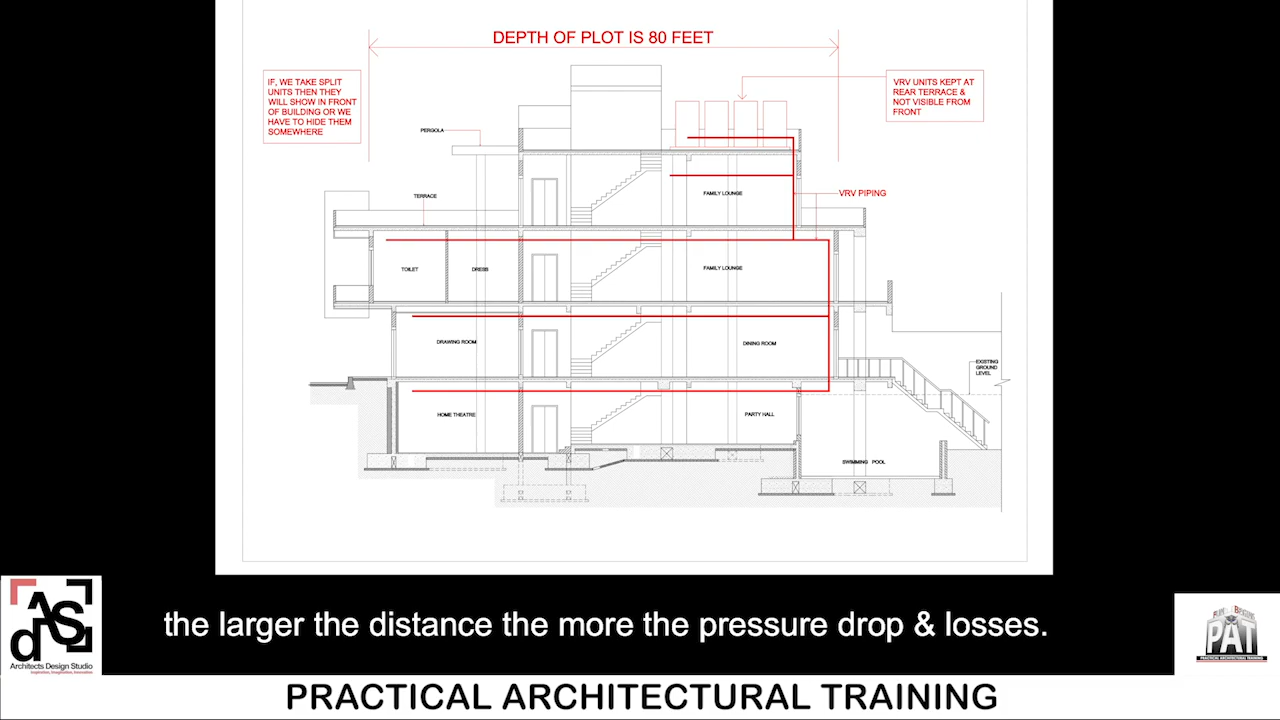 DEPTH OF PLOT IS 80 FEET
IF, WE TAKE SPLIT
UNITS THEN THEY
WILL SHOW IN FRONT
OF BUILDING OR WE
HAVE TO HIDE THEM
SOMEWHERE
VRV UNITS KEPT AT
REAR TERRACE &
NOT VISIBLE FROM
FRONT
PERGOLA
TERRACE
FAMILY LOUNGE
VRV PIPING
TOILET
DRESS
FAMILY LOUNGE
DRAWING ROOM
DINING ROOM
EXISTING
GROUND
LEVEL
HOME THEATRE
PARTY HALL
SWIMMING POOL
the larger the distance the more the pressure drop & losses.
dASL
Architects Design Studio
Inspiration, Imagination, Innovation
PAT
PRACTICAL ARCHITECTURAL TRAINING
PRACTICAL ARCHITECTURAL TRAINING